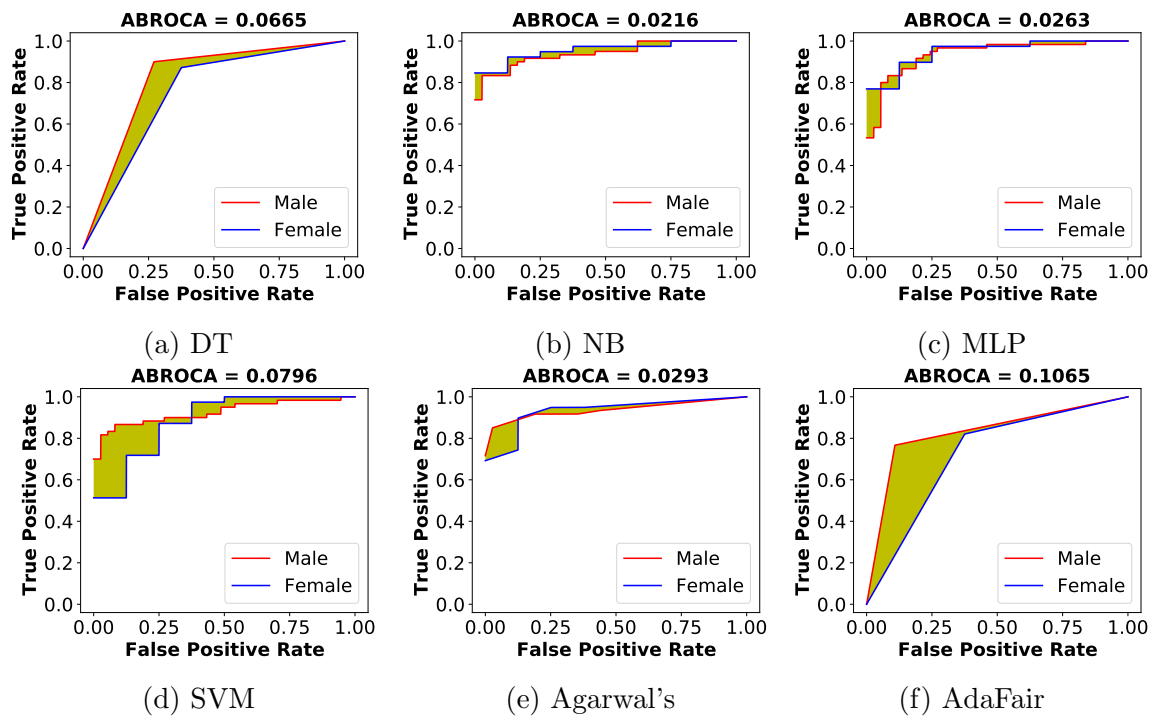 ABROCA = 0.0665
True Positive Rate
1.0
0.8
0.6
0.4
0.2
0.0
Male
Female
0.00 0.25 0.50 0.75 1.00
False Positive Rate
(a) DT
ABROCA = 0.0216
True Positive Rate
1.0
0.8
0.6
0.4
0.2
0.0
Male
Female
0.00 0.25 0.50 0.75 1.00
False Positive Rate
(b) NB
ABROCA = 0.0263
True Positive Rate
1.0
0.8
0.6
0.4
0.2
0.0
Male
Female
0.00 0.25 0.50 0.75 1.00
False Positive Rate
(c) MLP
ABROCA = 0.0796
True Positive Rate
1.0
0.8
0.6
0.4
0.2
0.0
Male
Female
0.00 0.25 0.50 0.75 1.00
False Positive Rate
(d) SVM
ABROCA = 0.0293
True Positive Rate
1.0
0.8
0.6
0.4
0.2
0.0
Male
Female
0.00 0.25 0.50 0.75 1.00
False Positive Rate
(e) Agarwal's
ABROCA = 0.1065
True Positive Rate
1.0
0.8
0.6
0.4
0.2
0.0
Male
Female
0.00 0.25 0.50 0.75 1.00
False Positive Rate
(f) AdaFair